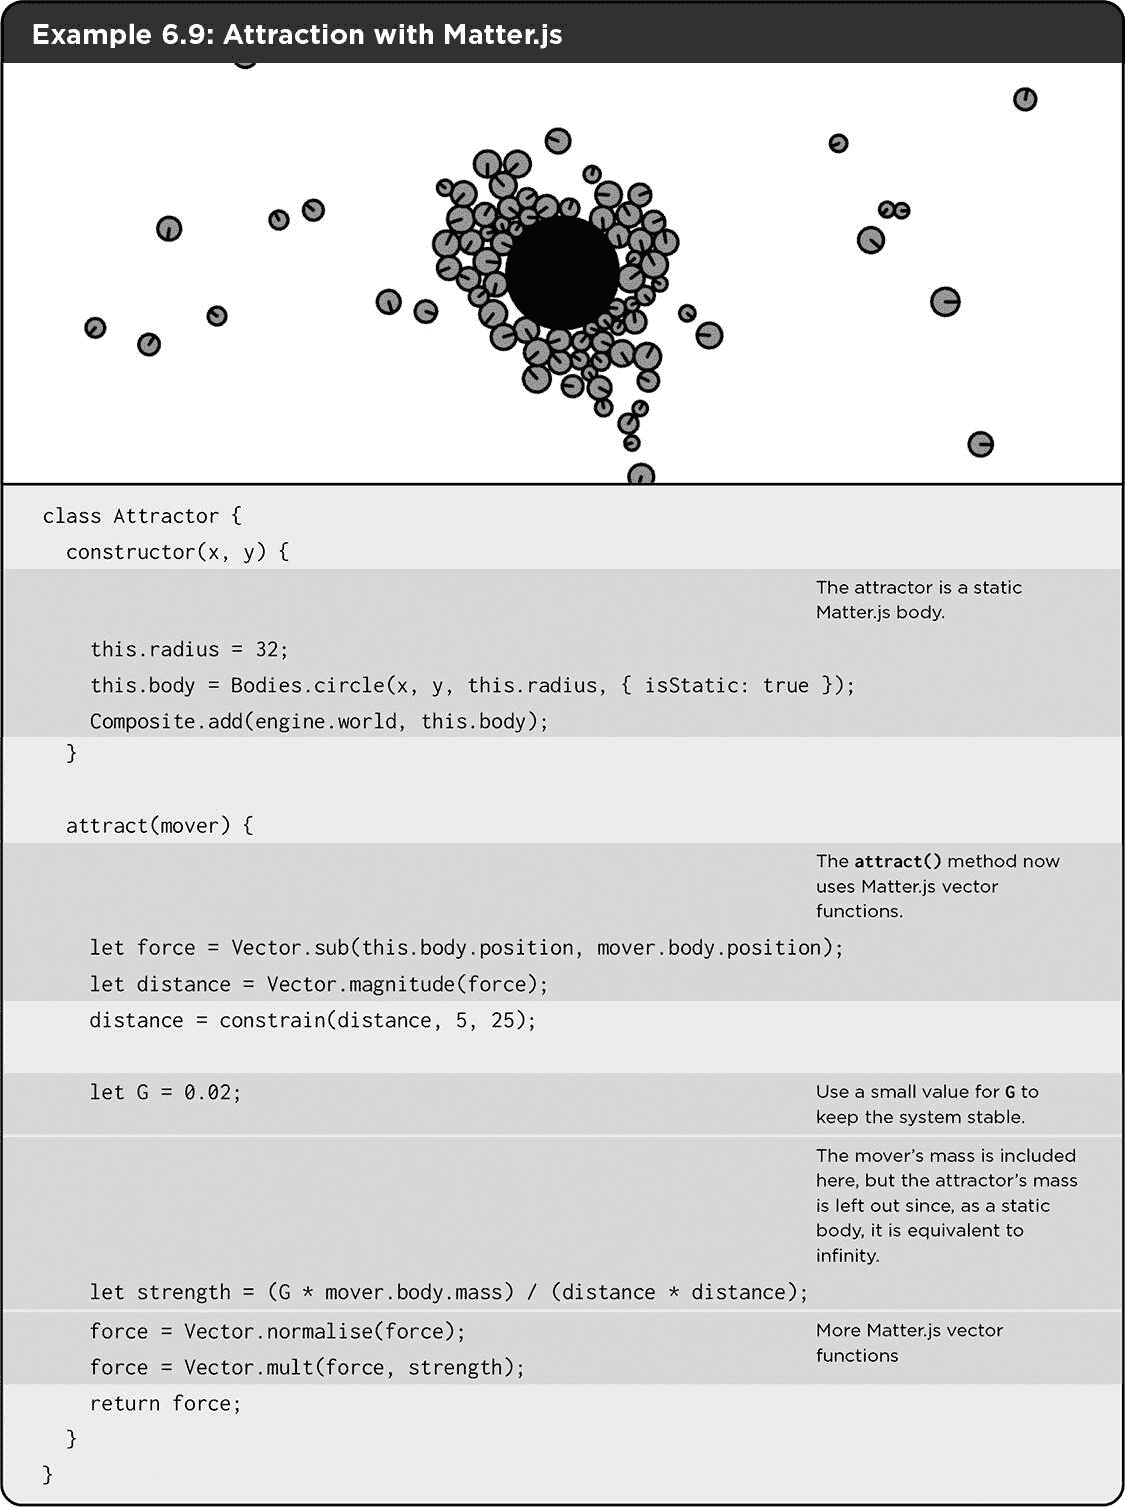 Example 6.9: Attraction with Matter.js
class Attractor {
constructor(x, y) {
The attractor is a static
Matter.js body.
this.radius = 32;
this.body = Bodies.circle(x, y, this.radius, { isStatic: true });
Composite.add(engine.world, this.body);
}
attract(mover) {
The attract() method now
uses Matter.js vector
functions.
let force = Vector.sub(this.body.position, mover.body.position);
let distance = Vector.magnitude(force);
distance = constrain(distance, 5, 25);
let G = 0.02;
Use a small value for G to
keep the system stable.
The mover’s mass is included
here, but the attractor’s mass
is left out since, as a static
body, it is equivalent to
infinity.
let strength = (G * mover.body.mass) / (distance * distance);
force = Vector.normalise(force);
More Matter.js vector
functions
force = Vector.mult(force, strength);
return force;
}
}